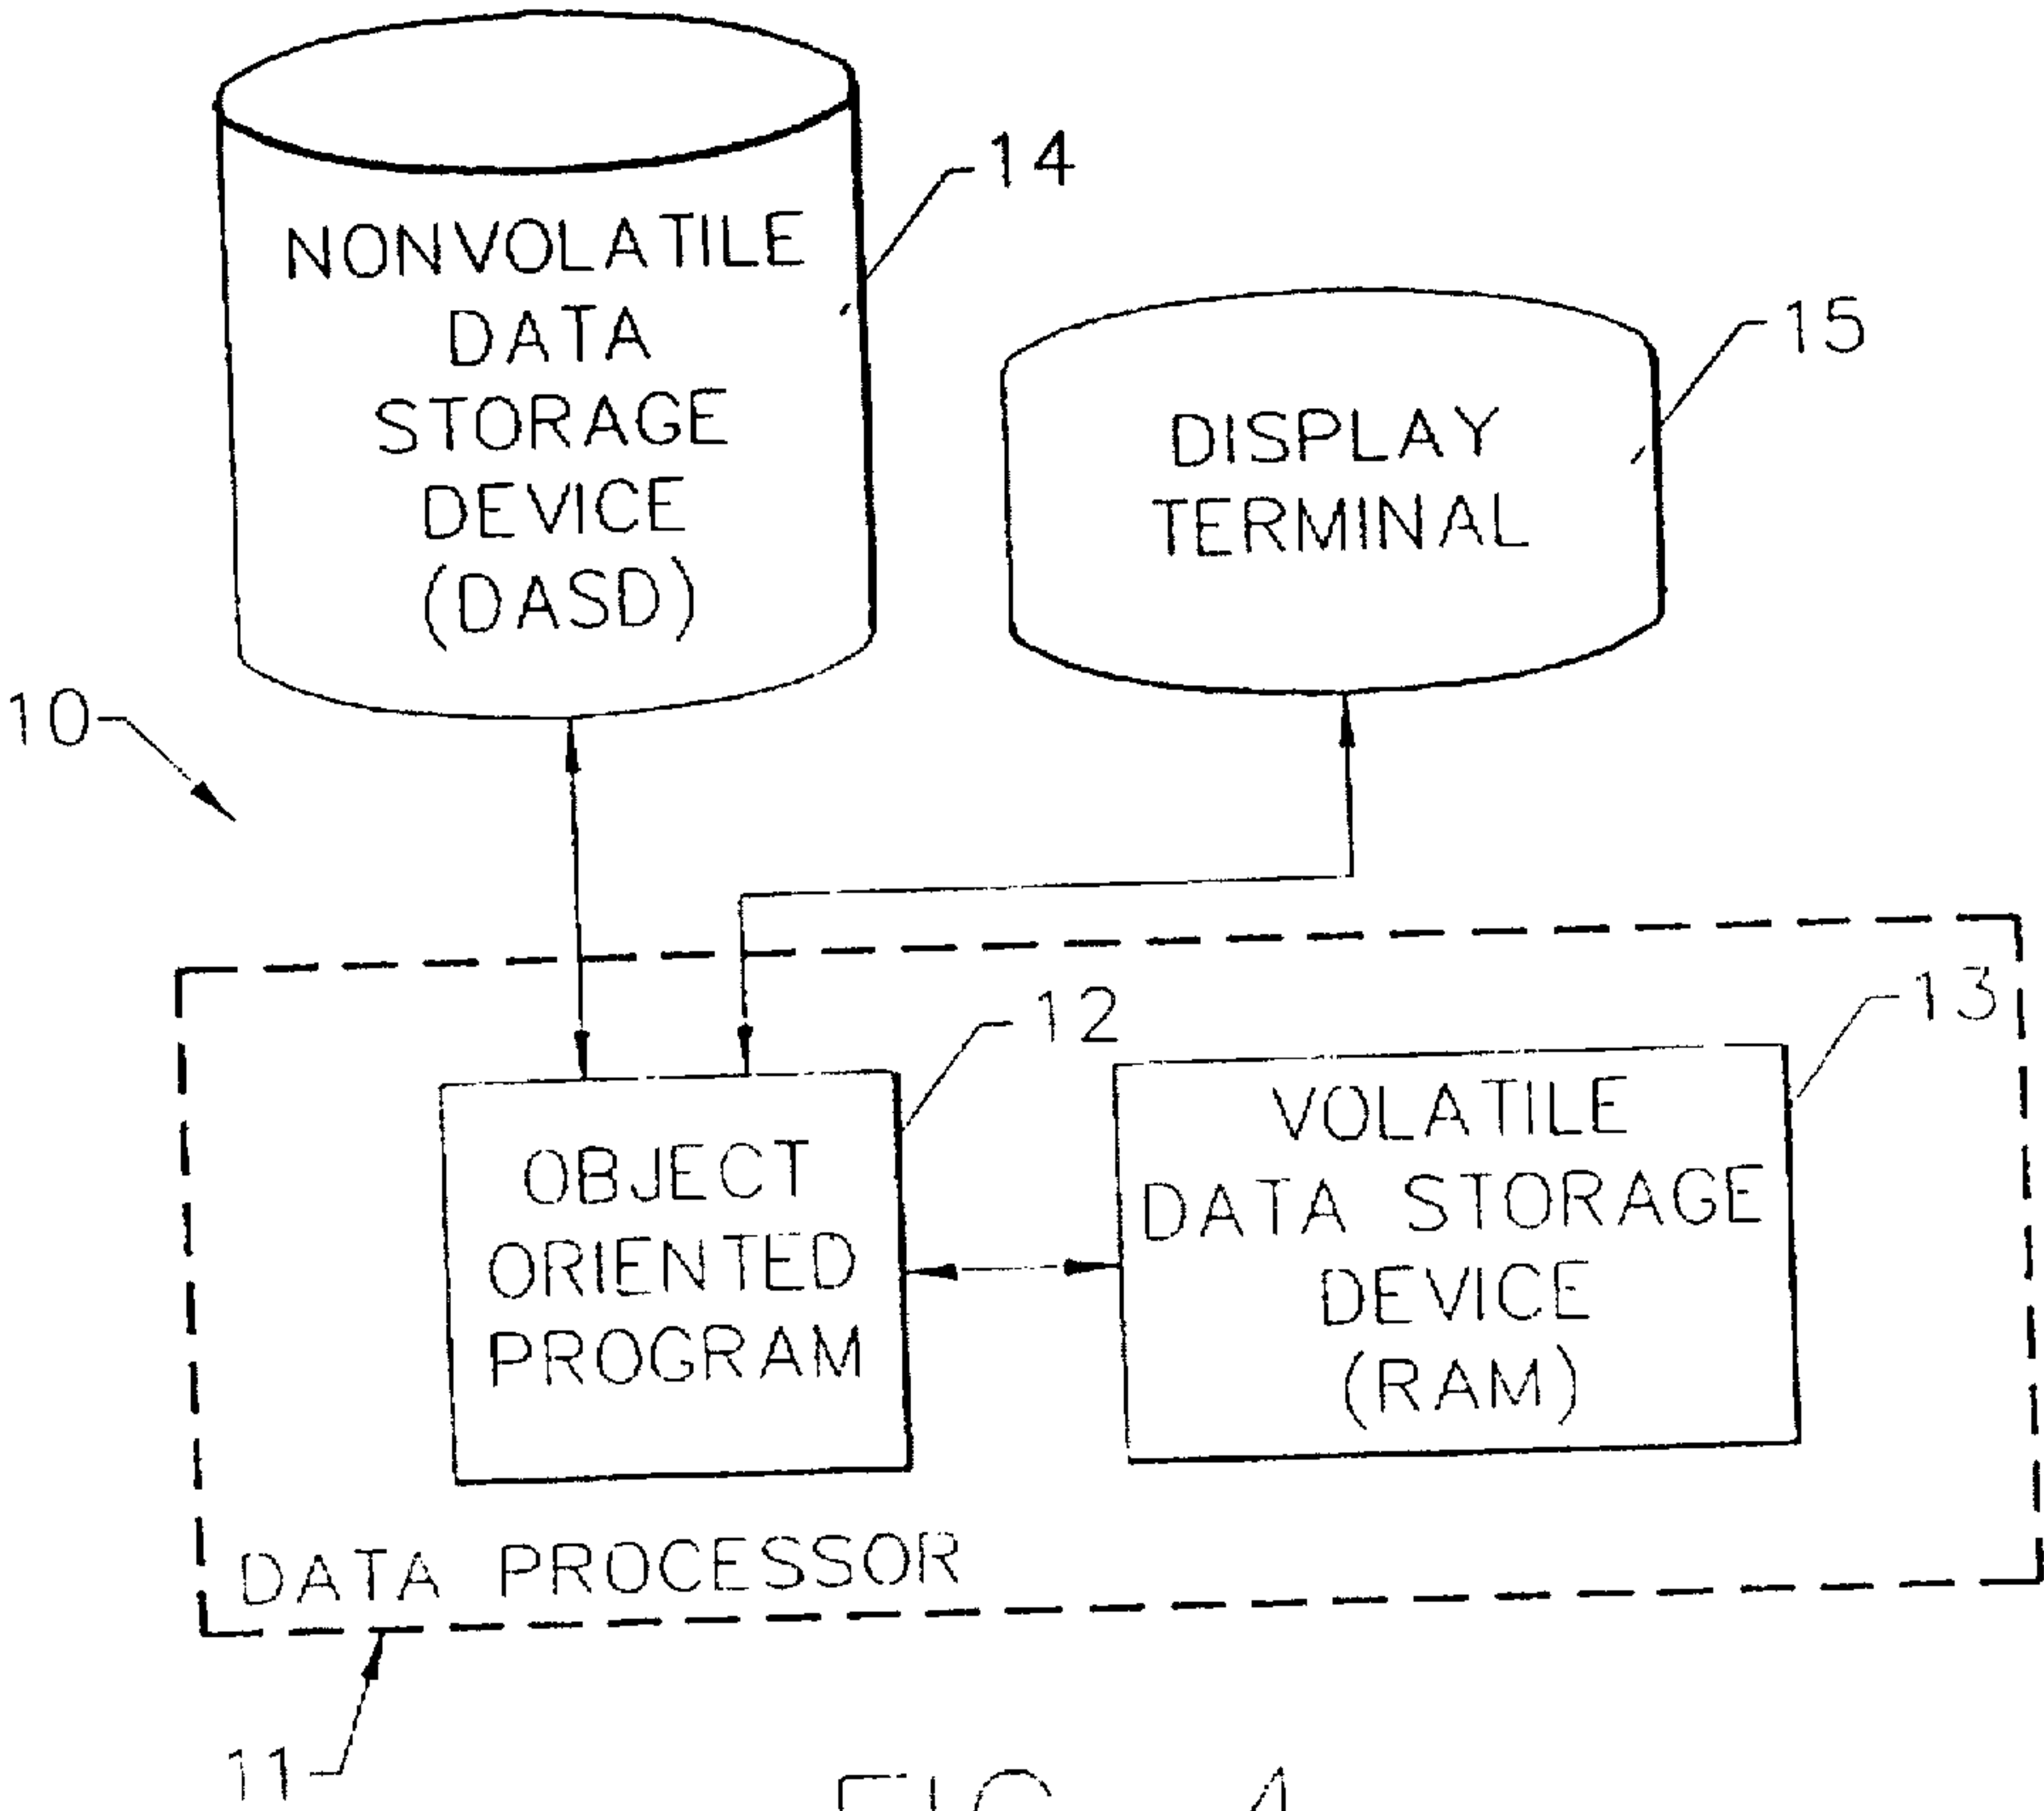 14
NONVOLATILE
DATA
STORAGE
DEVICE
(DASD)
15
DISPLAY
TERMINAL
10
12
13
OBJECT
ORIENTED
PROGRAM
VOLATILE
DATA STORAGE
DEVICE
(RAM)
DATA PROCESSOR
11